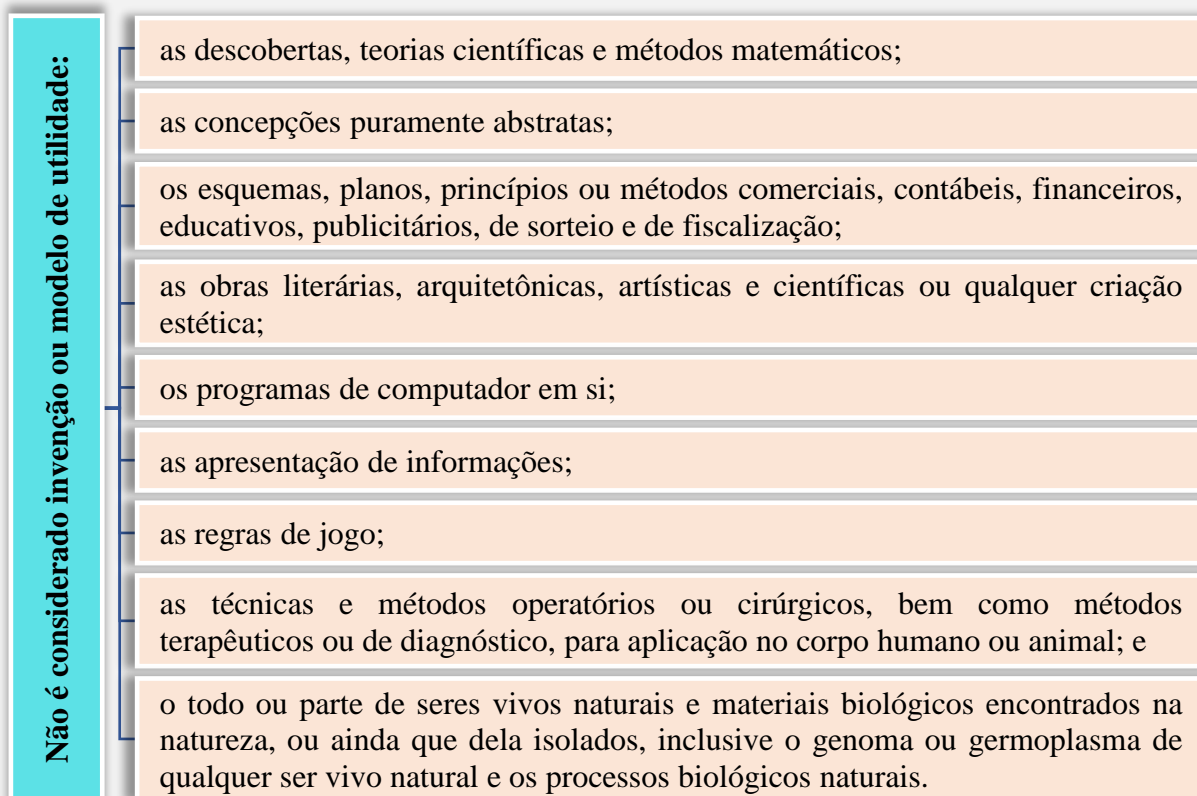 Não é considerado invenção ou modelo de utilidade:
as descobertas, teorias científicas e métodos matemáticos;
as concepções puramente abstratas;
os esquemas, planos, princípios ou métodos comerciais, contábeis, financeiros,
educativos, publicitários, de sorteio e de fiscalização;
as obras literárias, arquitetônicas, artísticas e científicas ou qualquer criação
estética;
os programas de computador em si;
as apresentação de informações;
as regras de jogo;
as técnicas e métodos operatórios ou cirúrgicos, bem como métodos
terapêuticos ou de diagnóstico, para aplicação no corpo humano ou animal; e
o todo ou parte de seres vivos naturais e materiais biológicos encontrados na
natureza, ou ainda que dela isolados, inclusive o genoma ou germoplasma de
qualquer ser vivo natural e os processos biológicos naturais.